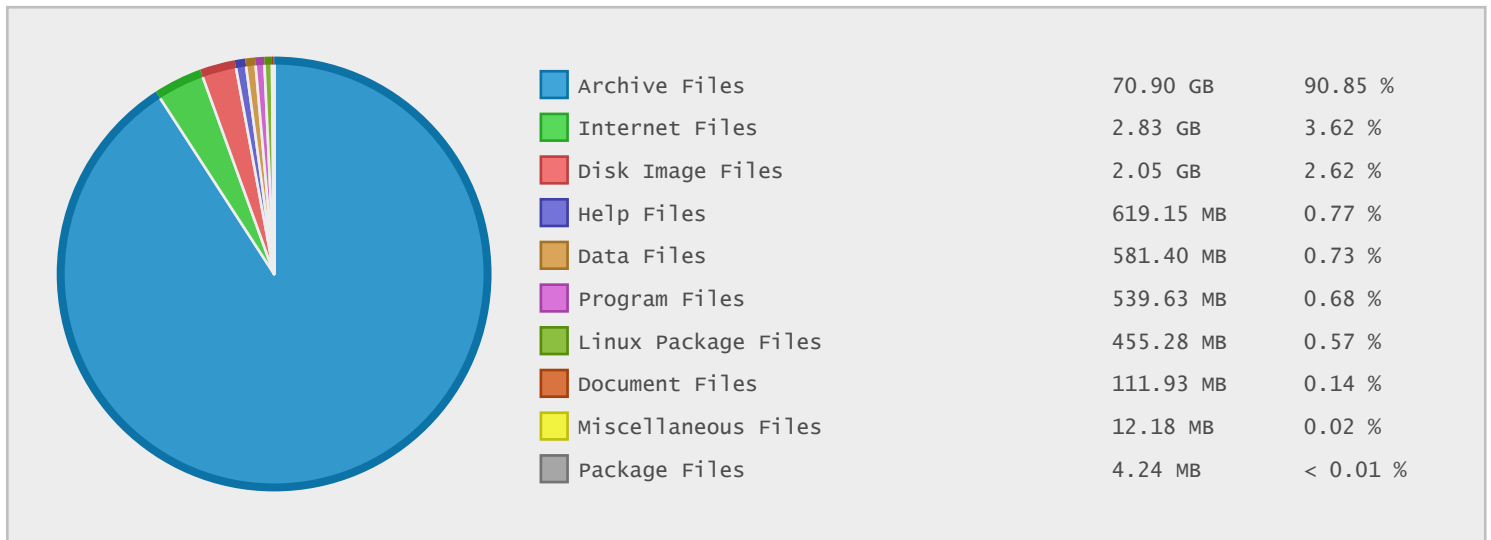 Archive Files 70.90 GB 90.85 %
Internet Files 2.83 GB 3.62 %
Disk Image Files 2.05 GB 2.62 %
Help Files 619.15 MB 0.77 %
Data Files 581.40 MB 0.73 %
Program Files 539.63 MB 0.68 %
Linux Package Files 455.28 MB 0.57 %
Document Files 111.93 MB 0.14 %
Miscellaneous Files 12.18 MB 0.02 %
Package Files 4.24 MB < 0.01 %